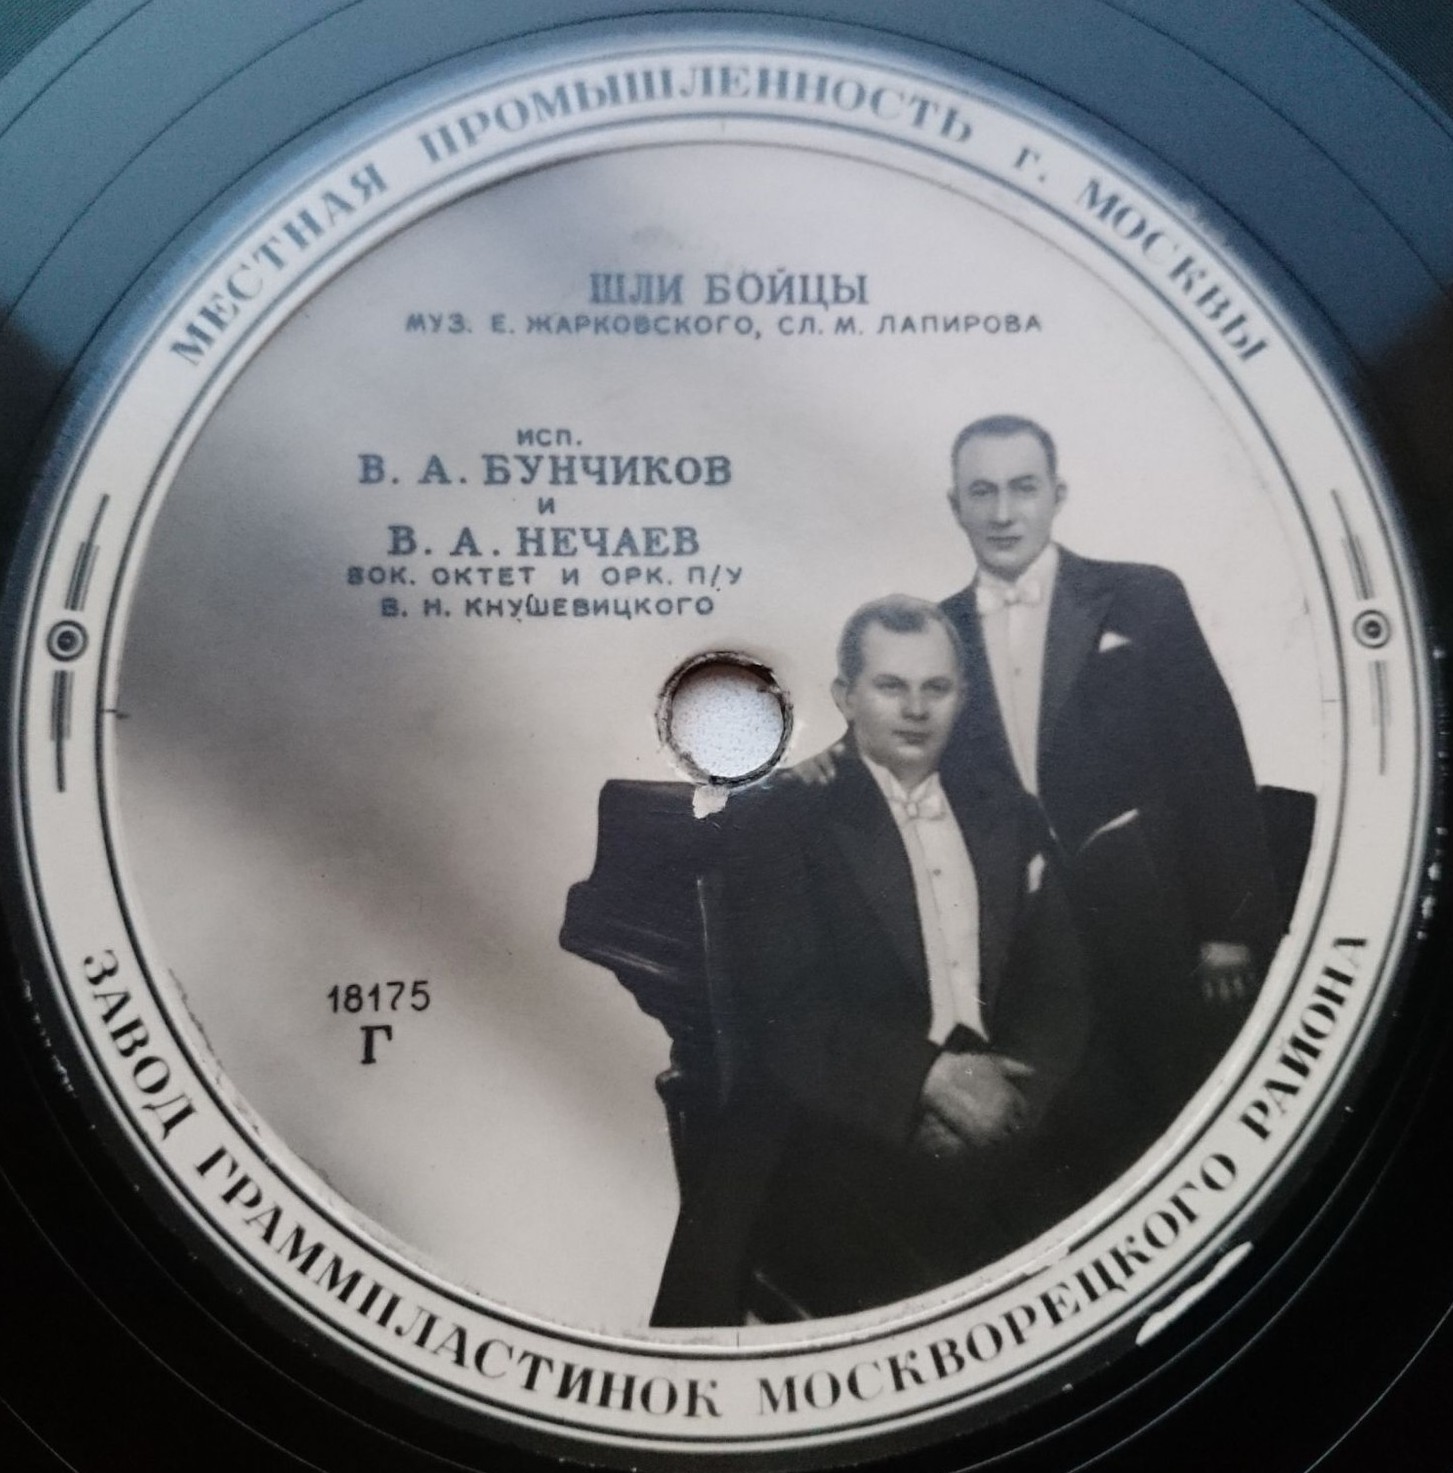 МЕСТНАЯ ПРОМЫШЛЕННОСТЬ г. МОСКВЫ
ШЛИ БОЙЦЫ
МУЗ. Е. ЖАРКОВСКОГО, СЛ. М. ЛАПИРОВА
ИСП.
В. А. БУНЧИКОВ
И
В. А. НЕЧАЕВ
ВОК. ОКТЕТ И ОРК. П/У
В. Н. КНУШЕВИЦКОГО
18175
Г
ЗАВОД ГРАММПЛАСТИНОК МОСКВОРЕЦКОГО РАЙОНА